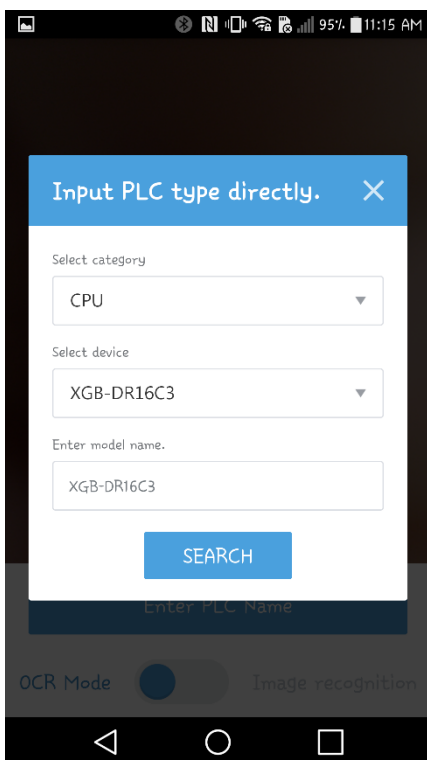 95% 11:15 AM
Input PLC type directly.
Select category
CPU
Select device
XGB-DR16C3
Enter model name.
XGB-DR16C3
SEARCH
Enter PLC Name
OCR Mode Image recognition